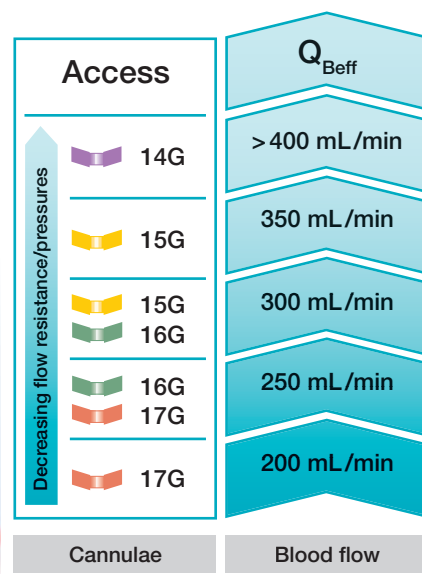 Access
Q Beff
Decreasing flow resistance/pressures
14G
> 400 mL/min
15G
350 mL/min
15G
16G
300 mL/min
16G
17G
250 mL/min
17G
200 mL/min
Cannulae
Blood flow